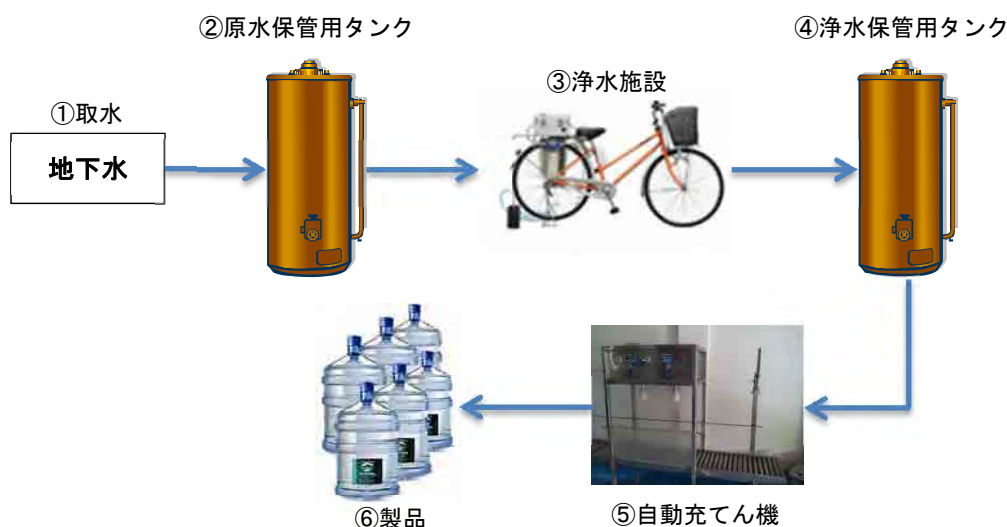 ②原水保管用タンク
④浄水保管用タンク
③浄水施設
①取水
地下水
⑥製品
⑤自動充てん機